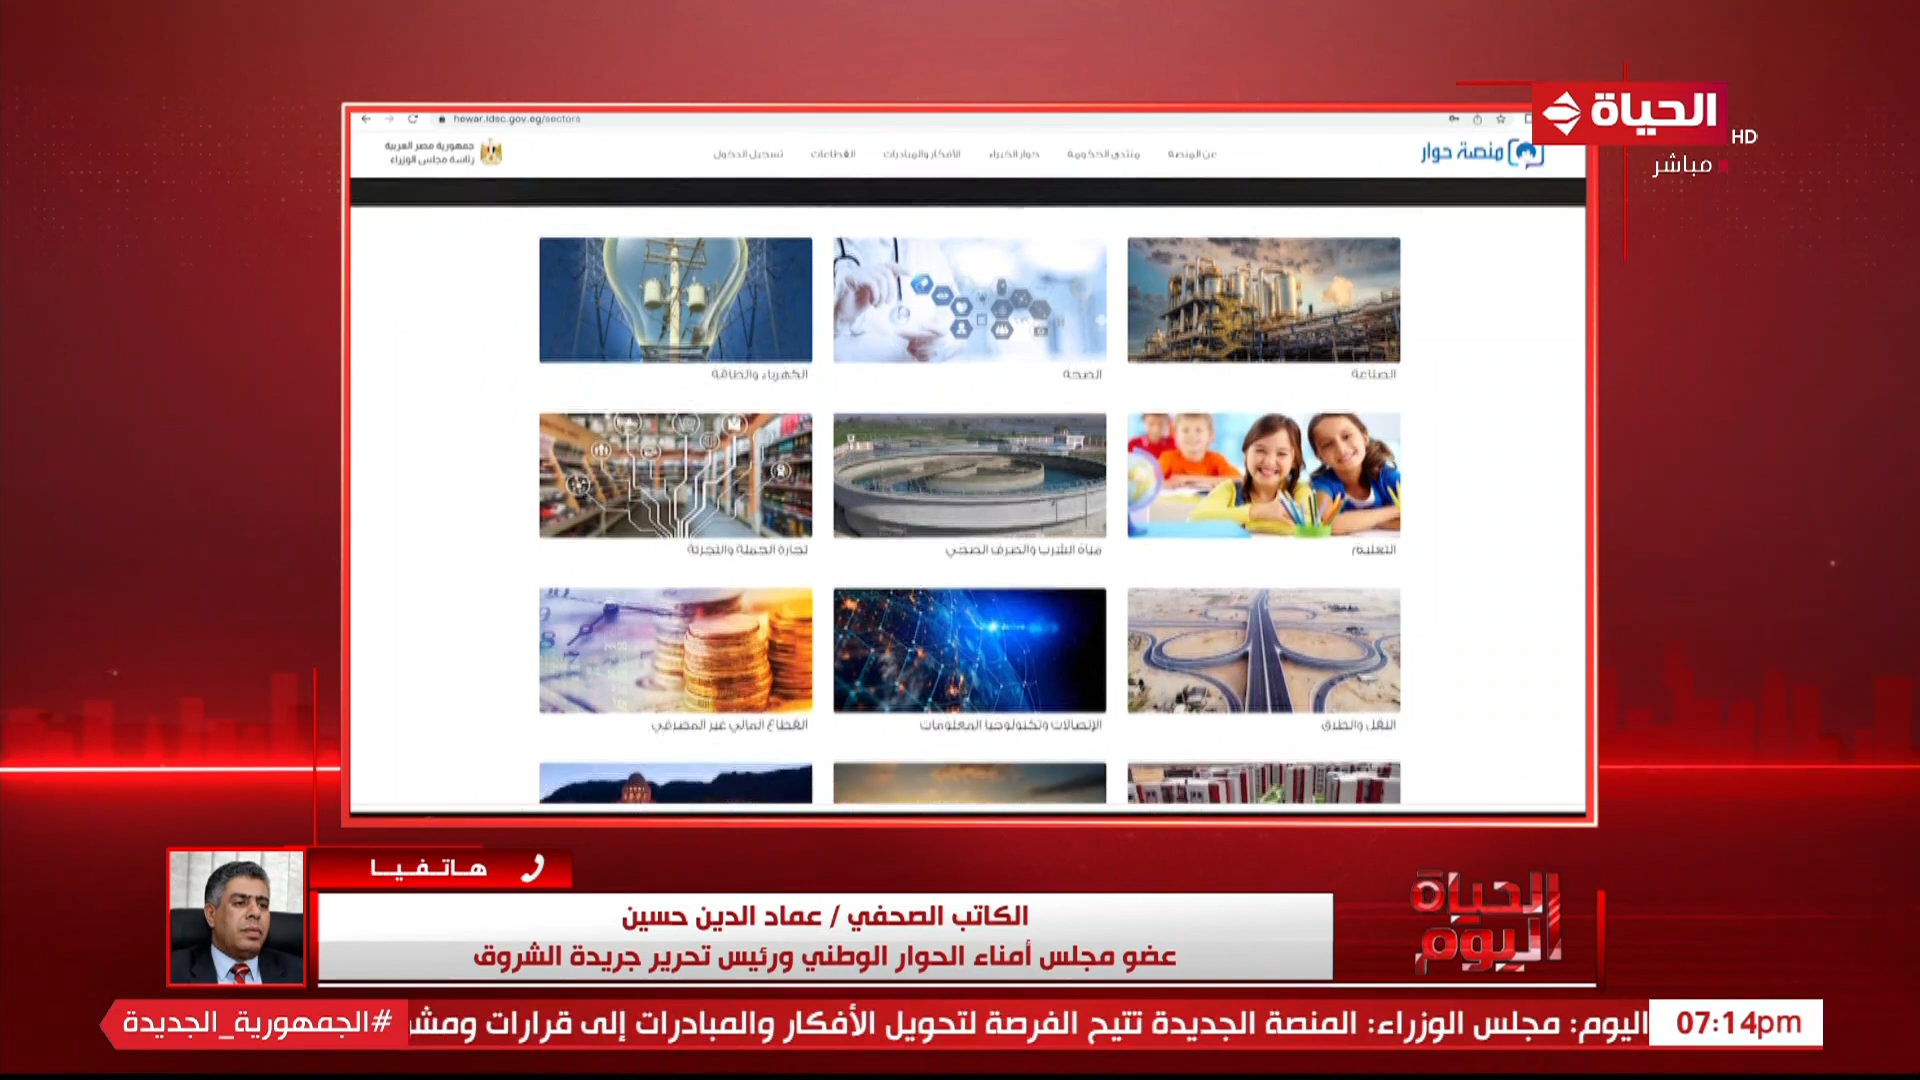 hewar.idsc.gov.eg/sectors
الحياة
HD
مباشر
جمهورية مصر العربية
رئاسة مجلس الوزراء
منصة حوار
عن المنصة
منتدى الحكومة
حوار الخبراء
الأفكار والمبادرات
القطاعات
تسجيل الدخول
الصناعة
الصحة
الكهرباء والطاقة
التعليم
مياه الشرب والصرف الصحي
تجارة الجملة والتجزئة
النقل والطرق
الإتصالات وتكنولوجيا المعلومات
القطاع المالي غير المصرفي
هـاتـفـيـا
الكاتب الصحفي / عماد الدين حسين
عضو مجلس أمناء الحوار الوطني ورئيس تحرير جريدة الشروق
الحياة
اليوم
07:14pm
اليوم: مجلس الوزراء: المنصة الجديدة تتيح الفرصة لتحويل الأفكار والمبادرات إلى قرارات ومشر
#الجمهورية_الجديدة